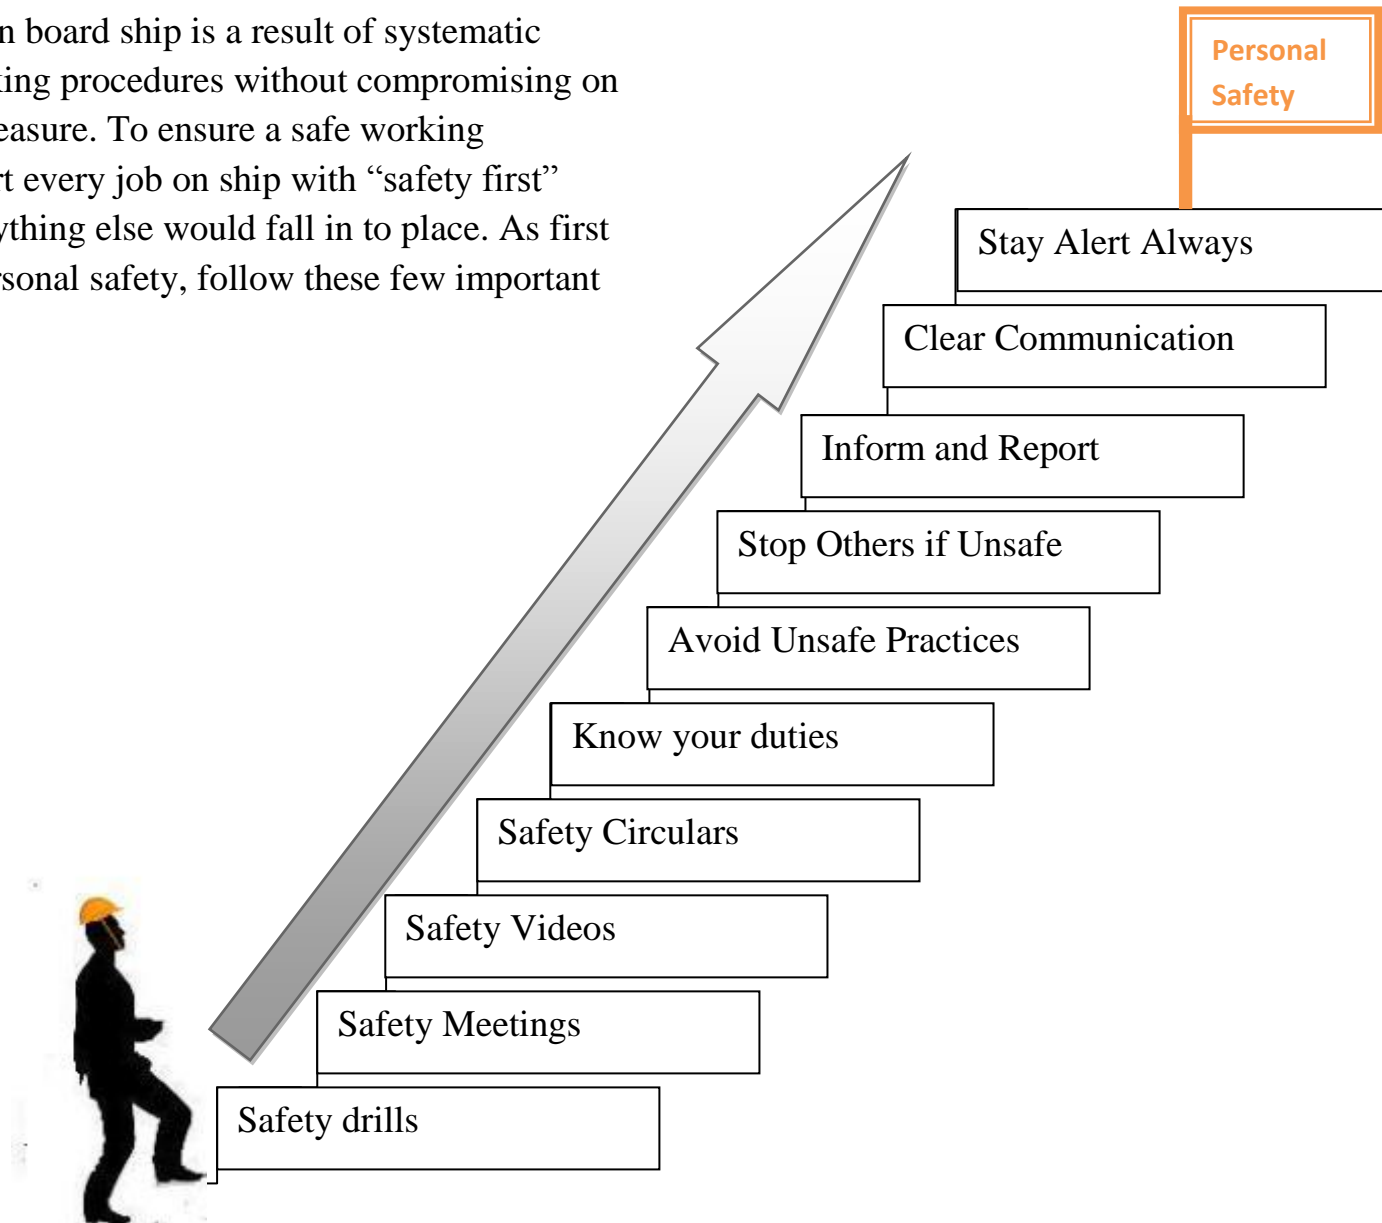 n board ship is a result of systematic
king procedures without compromising on
easure. To ensure a safe working
rt every job on ship with “safety first”
ything else would fall in to place. As first
rsonal safety, follow these few important
Personal
Safety
Stay Alert Always
Clear Communication
Inform and Report
Stop Others if Unsafe
Avoid Unsafe Practices
Know your duties
Safety Circulars
Safety Videos
Safety Meetings
Safety drills